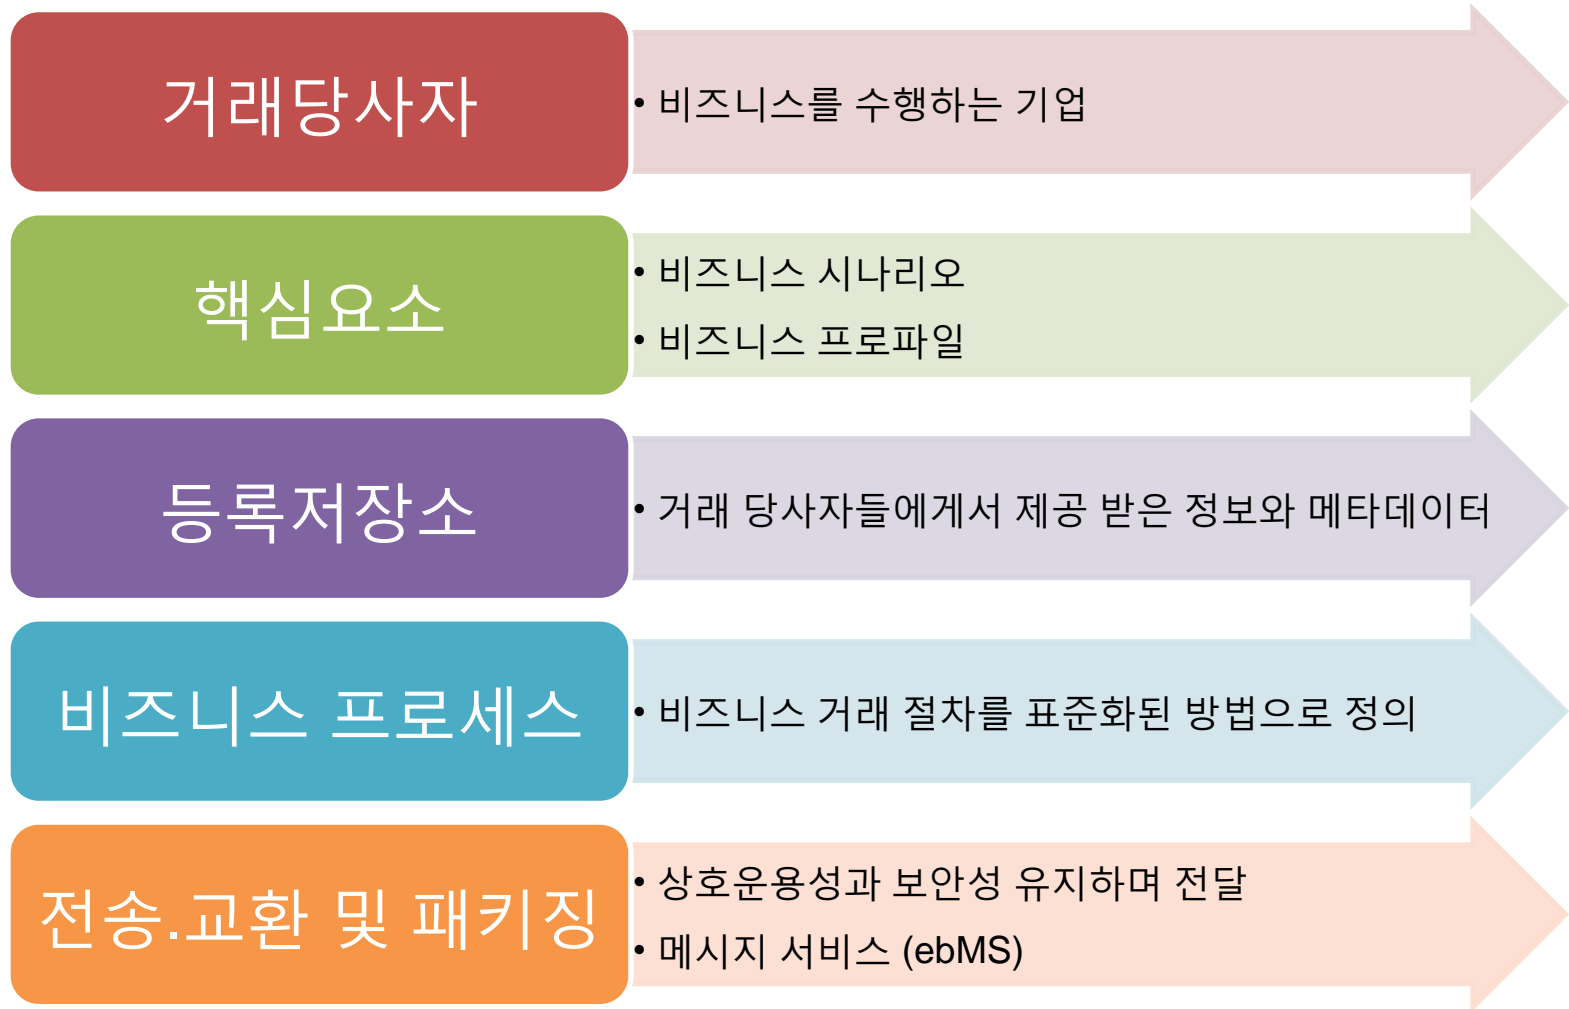 거래당사자
• 비즈니스를 수행하는 기업
핵심요소
• 비즈니스 시나리오
• 비즈니스 프로파일
등록저장소
• 거래 당사자들에게서 제공 받은 정보와 메타데이터
비즈니스 프로세스
• 비즈니스 거래 절차를 표준화된 방법으로 정의
전송.교환 및 패키징
• 상호운용성과 보안성 유지하며 전달
• 메시지 서비스 (ebMS)